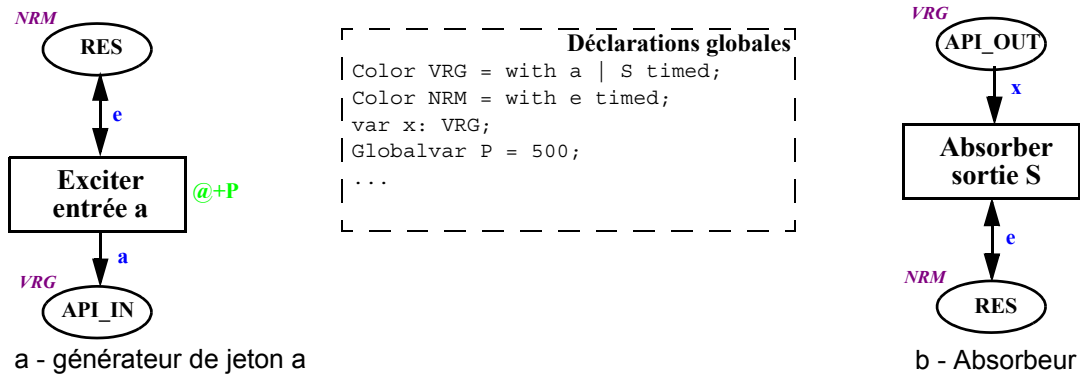 NRM
RES
e
Exciter
entrée a
@+P
a
VRG
API_IN
a - générateur de jeton a
Déclarations globales
Color VRG = with a | S timed;
Color NRM = with e timed;
var x: VRG;
Globalvar P = 500;
...
VRG
API_OUT
x
Absorber
sortie S
e
NRM
RES
b - Absorbeur